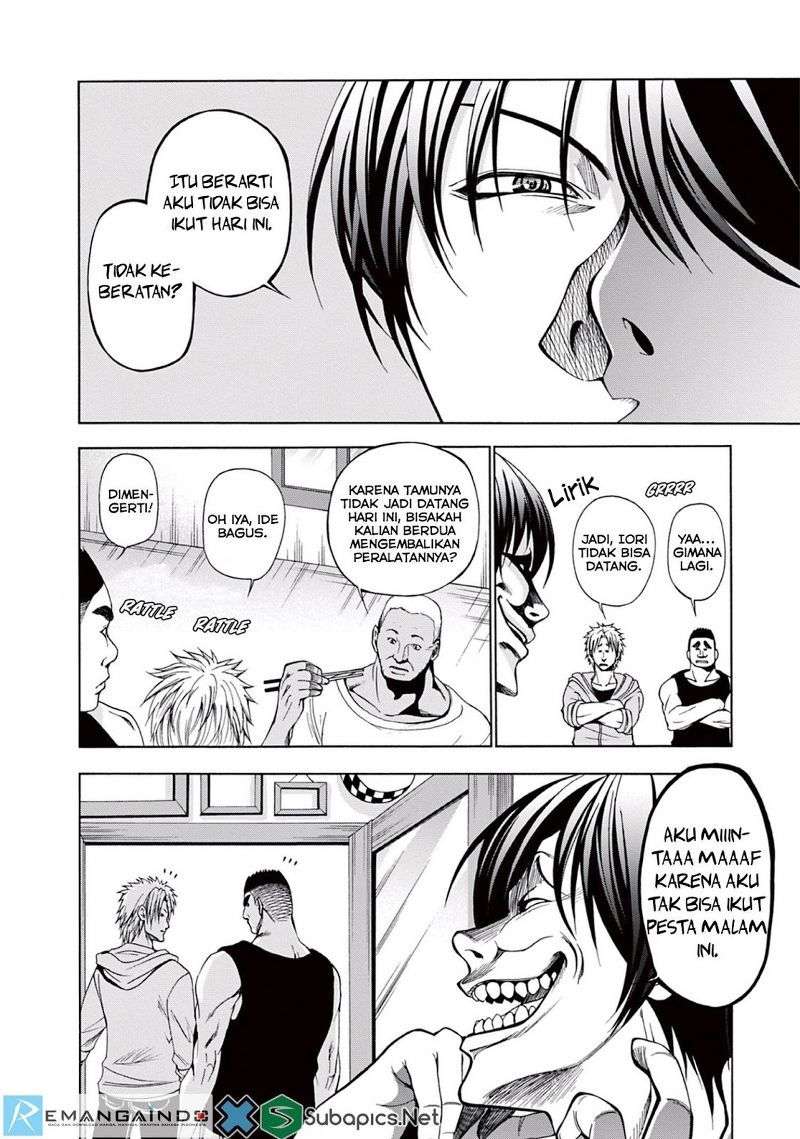 ITU BERARTI
AKU TIDAK BISA
IKUT HARI INI.
TIDAK KE-
BERATAN?
Lirik
GRRRR
YAA...
GIMANA
LAGI.
JADI, IORI
TIDAK BISA
DATANG.
KARENA TAMUNYA
TIDAK JADI DATANG
HARI INI, BISAKAH
KALIAN BERDUA
MENGEMBALIKAN
PERALATANNYA?
OH IYA, IDE
BAGUS.
DIMEN-
GERTI!
RATTLE
RATTLE
AKU MIIIN-
TAAA MAAAF
KARENA AKU
TAK BISA IKUT
PESTA MALAM
INI.
REMANGAINDO
Subapics.Net